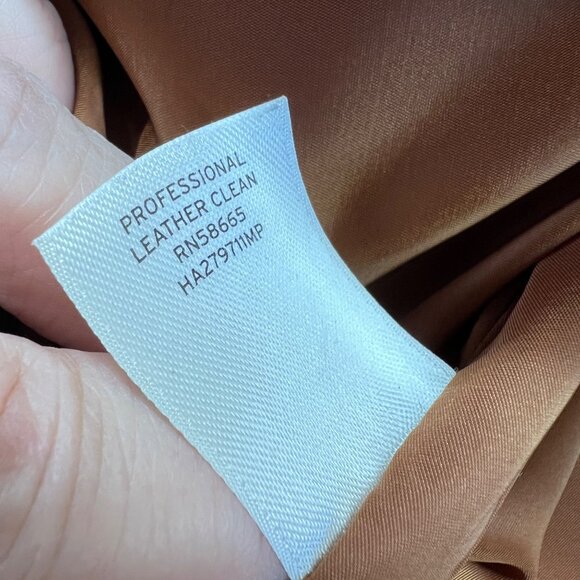 PROFESSIONAL
LEATHER CLEAN
RN58665
HA279711MP